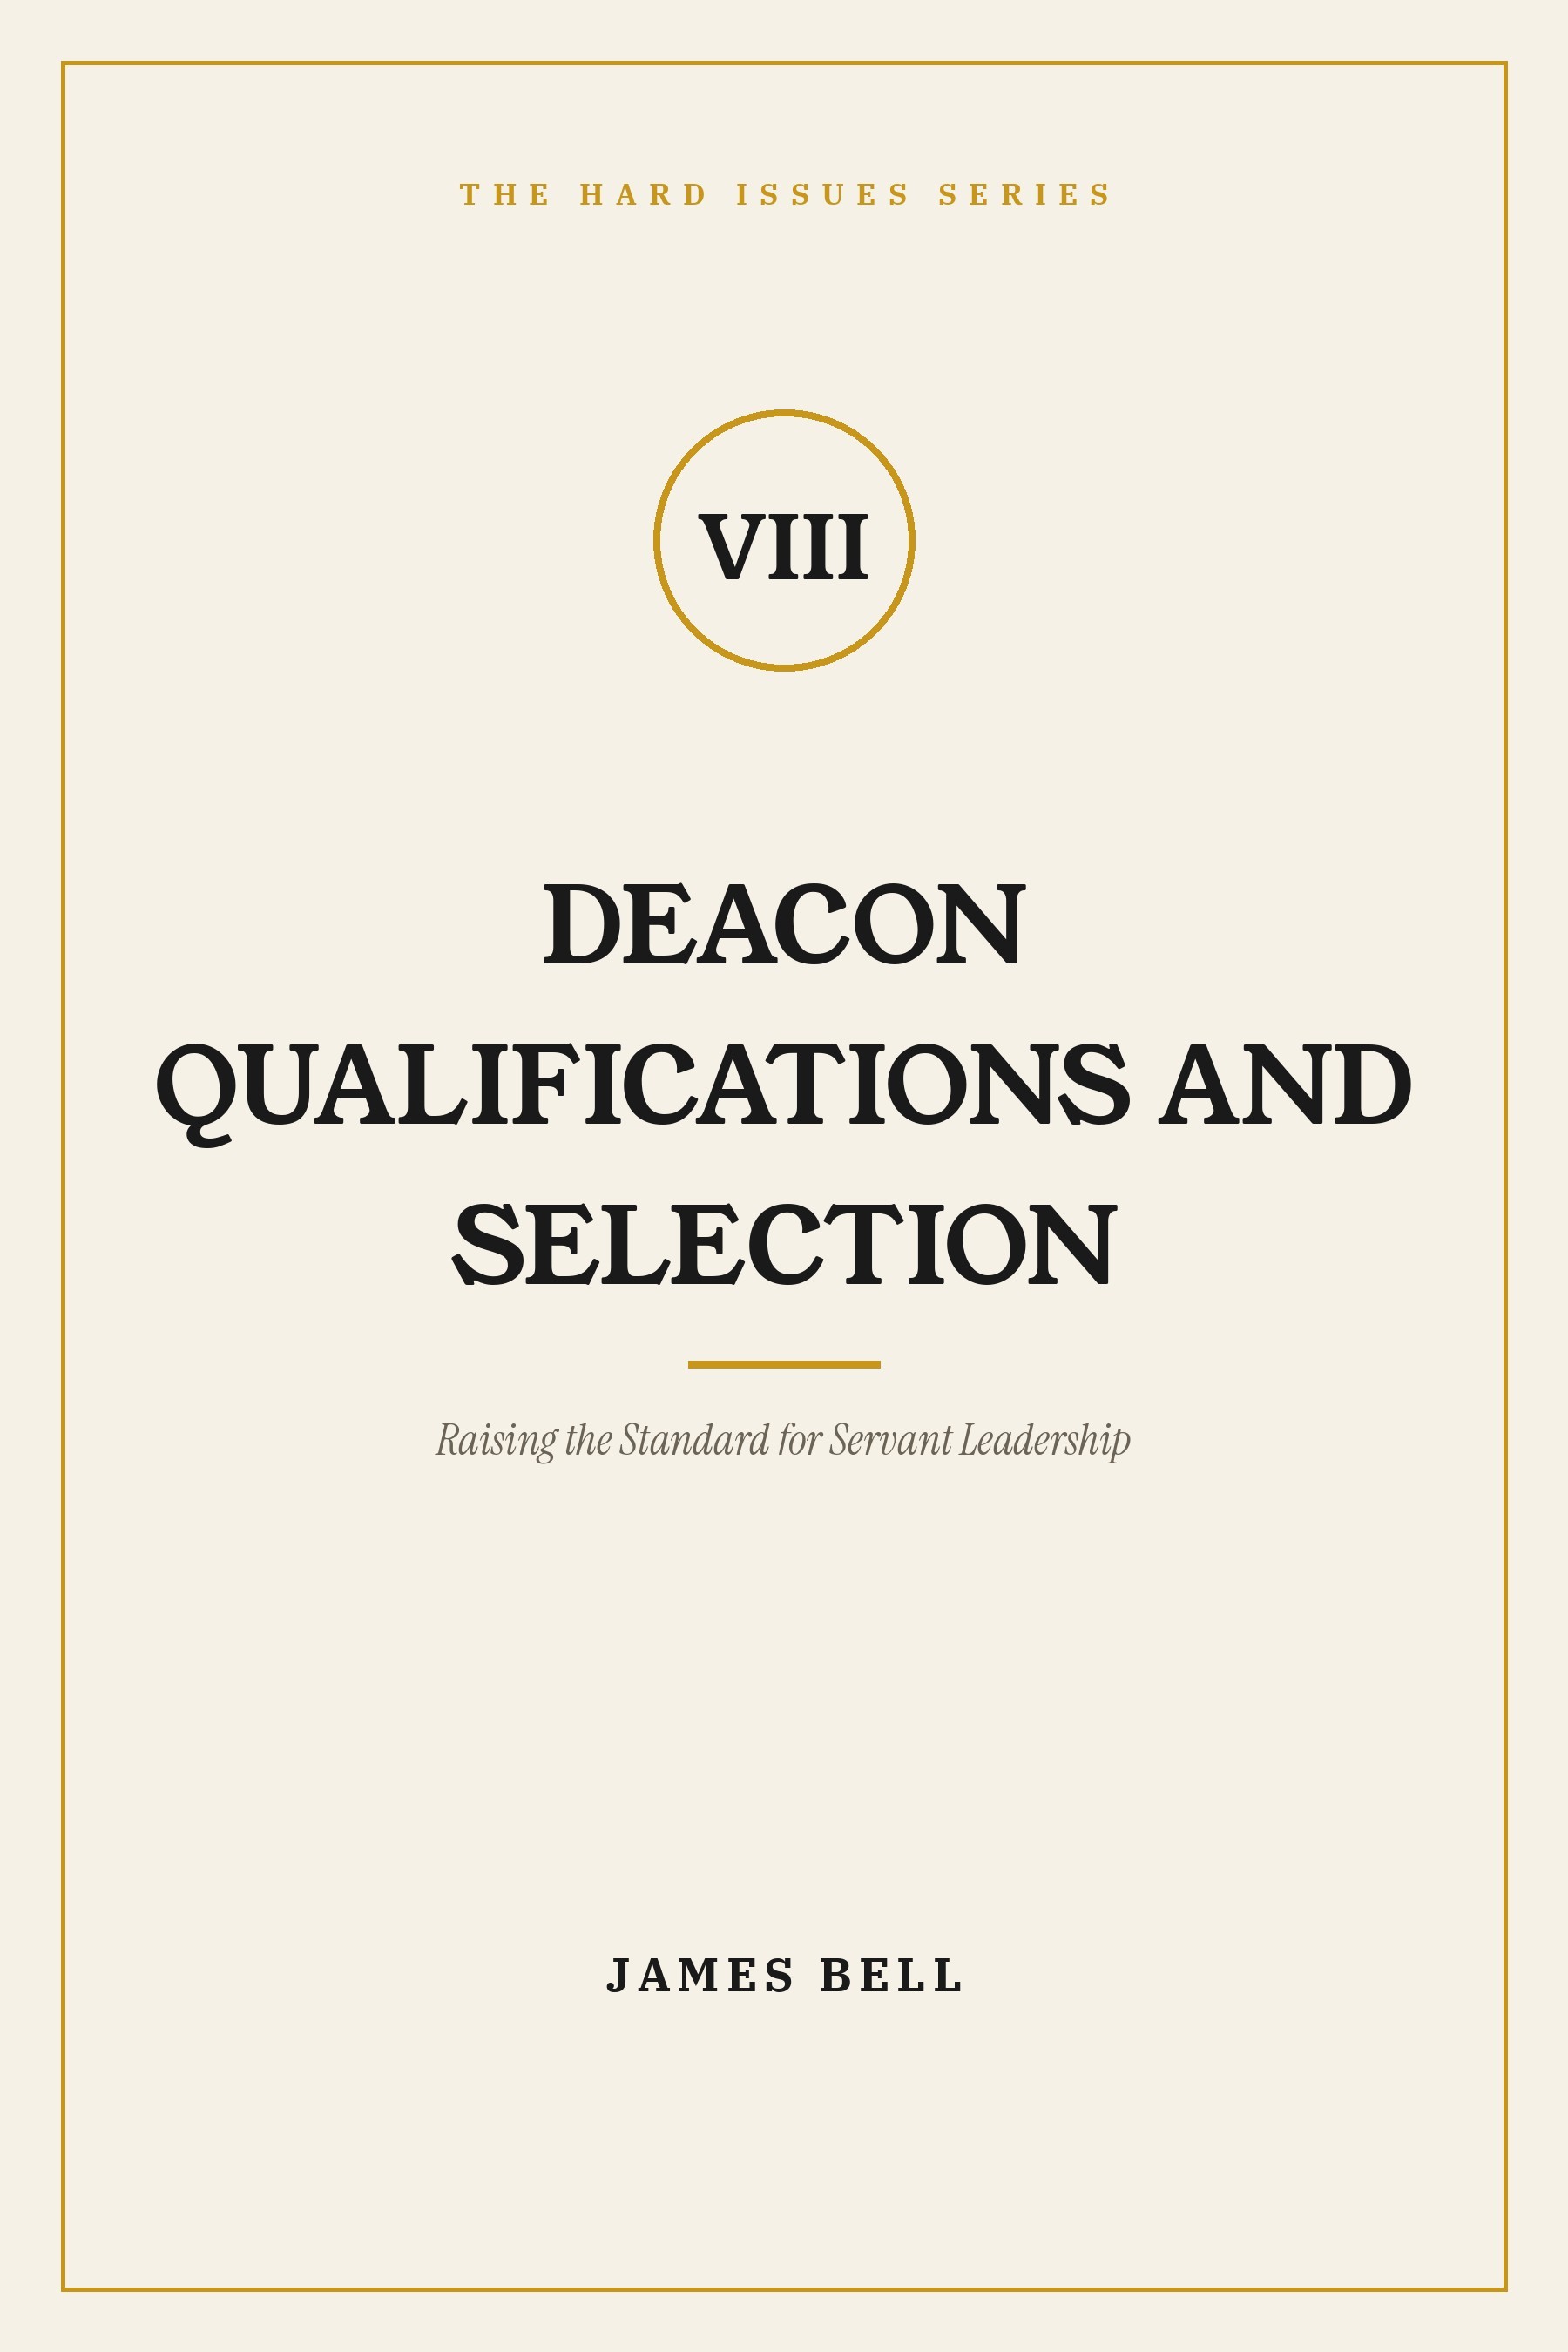 THE HARD ISSUES SERIES
VIII
DEACON
QUALIFICATIONS AND
SELECTION
Raising the Standard for Servant Leadership
JAMES BELL